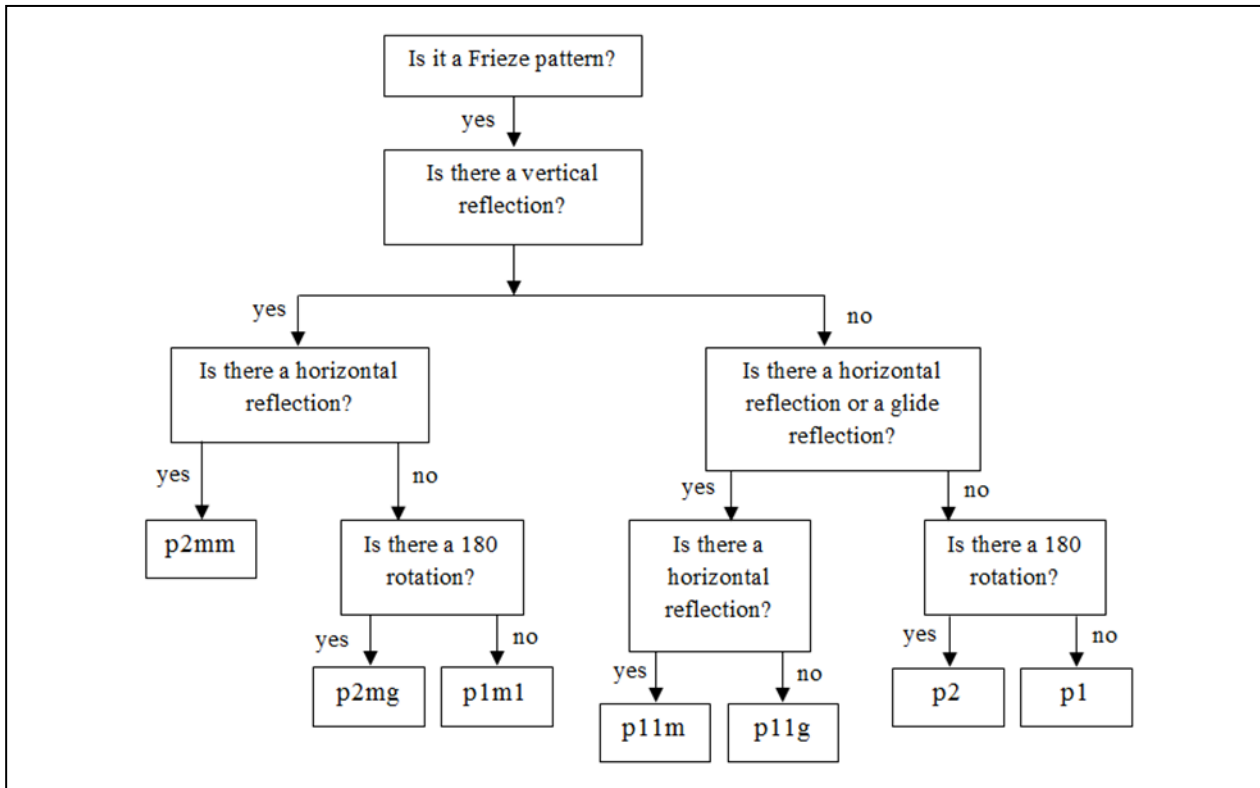 Is it a Frieze pattern?
yes
Is there a vertical
reflection?
yes
no
Is there a horizontal
reflection?
Is there a horizontal
reflection or a glide
reflection?
yes
no
yes
no
p2mm
Is there a 180
rotation?
Is there a
horizontal
reflection?
Is there a 180
rotation?
yes
no
yes
no
yes
no
p2mg
p1m1
p11m
p11g
p2
p1